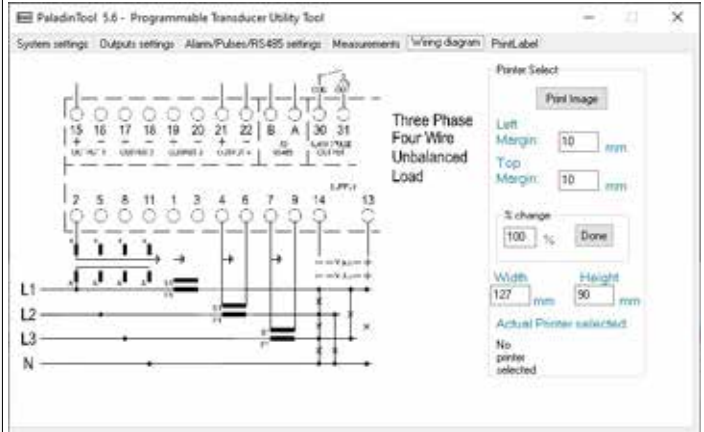 PaladinTool 5.6 - Programmable Transducer Utility Tool
System settings Outputs settings Alarm/Pulses/RS485 settings Measurements Wiring diagram PrintLabel
Printer Select
Print Image
Left
Margin: 10 mm
Top
Margin: 10 mm
% change
100 % Done
Width Height
127 mm 90 mm
Actual Printer selected
No
printer
selected
Three Phase
Four Wire
Unbalanced
Load
15 16 17 18 19 20 21 22 B A 30 31
+ - + - + - + -
RS485
OUTPUT
2 5 8 11 1 3 4 6 7 9 14 13
L1
L2
L3
N